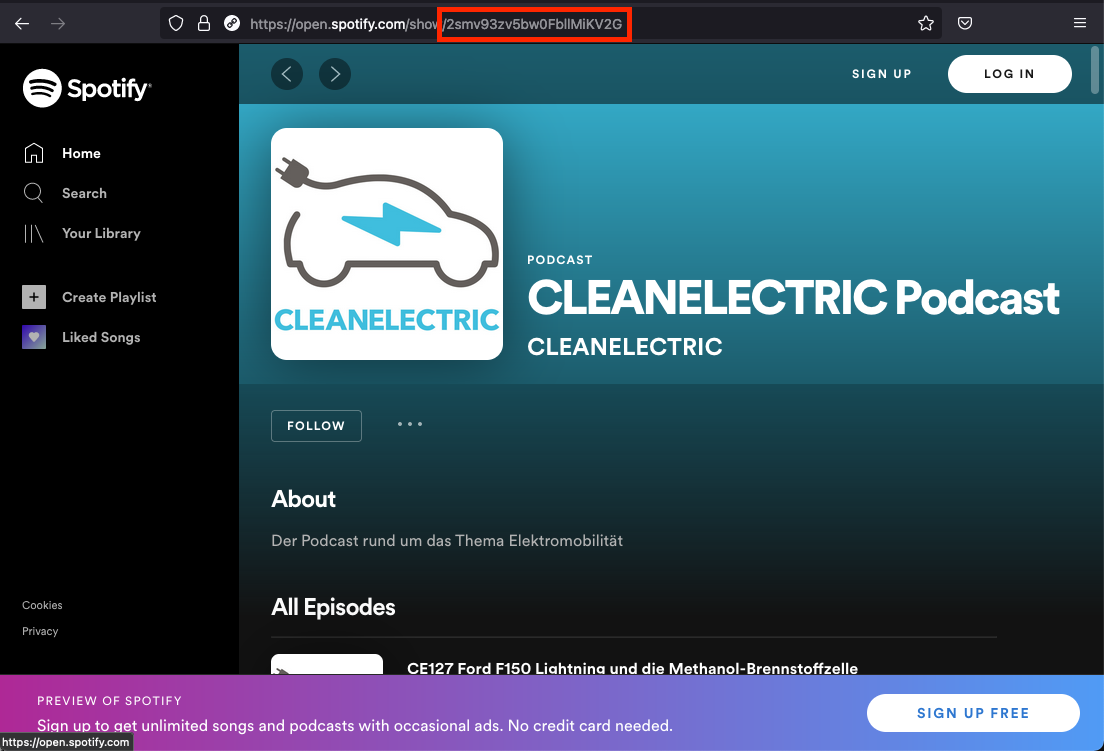 https://open.spotify.com/show/2smv93zv5bw0FbllMiKV2G
Spotify
SIGN UP
LOG IN
Home
Search
Your Library
Create Playlist
Liked Songs
CLEANELECTRIC
PODCAST
CLEANELECTRIC Podcast
CLEANELECTRIC
FOLLOW
About
Der Podcast rund um das Thema Elektromobilität
All Episodes
CE127 Ford F150 Lightning und die Methanol-Brennstoffzelle
Cookies
Privacy
PREVIEW OF SPOTIFY
Sign up to get unlimited songs and podcasts with occasional ads. No credit card needed.
SIGN UP FREE
https://open.spotify.com